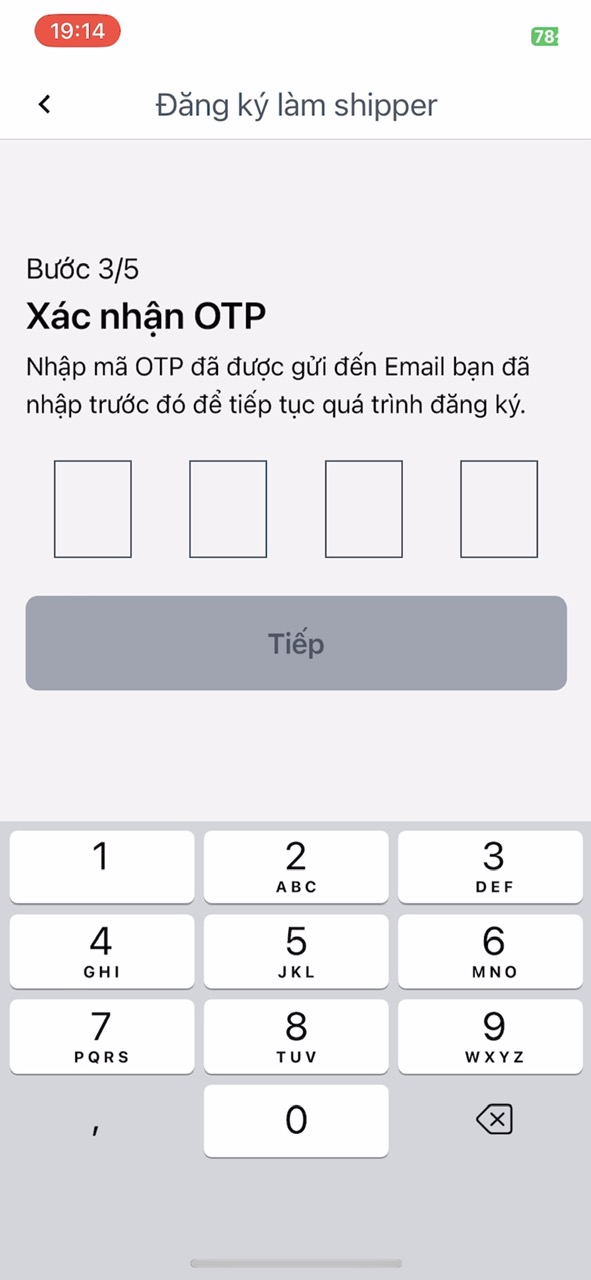 19:14
78
Đăng ký làm shipper
Bước 3/5
Xác nhận OTP
Nhập mã OTP đã được gửi đến Email bạn đã
nhập trước đó để tiếp tục quá trình đăng ký.
Tiếp
1
2
3
ABC
DEF
4
5
6
GHI
JKL
MNO
7
8
9
PQRS
TUV
WXYZ
,
0